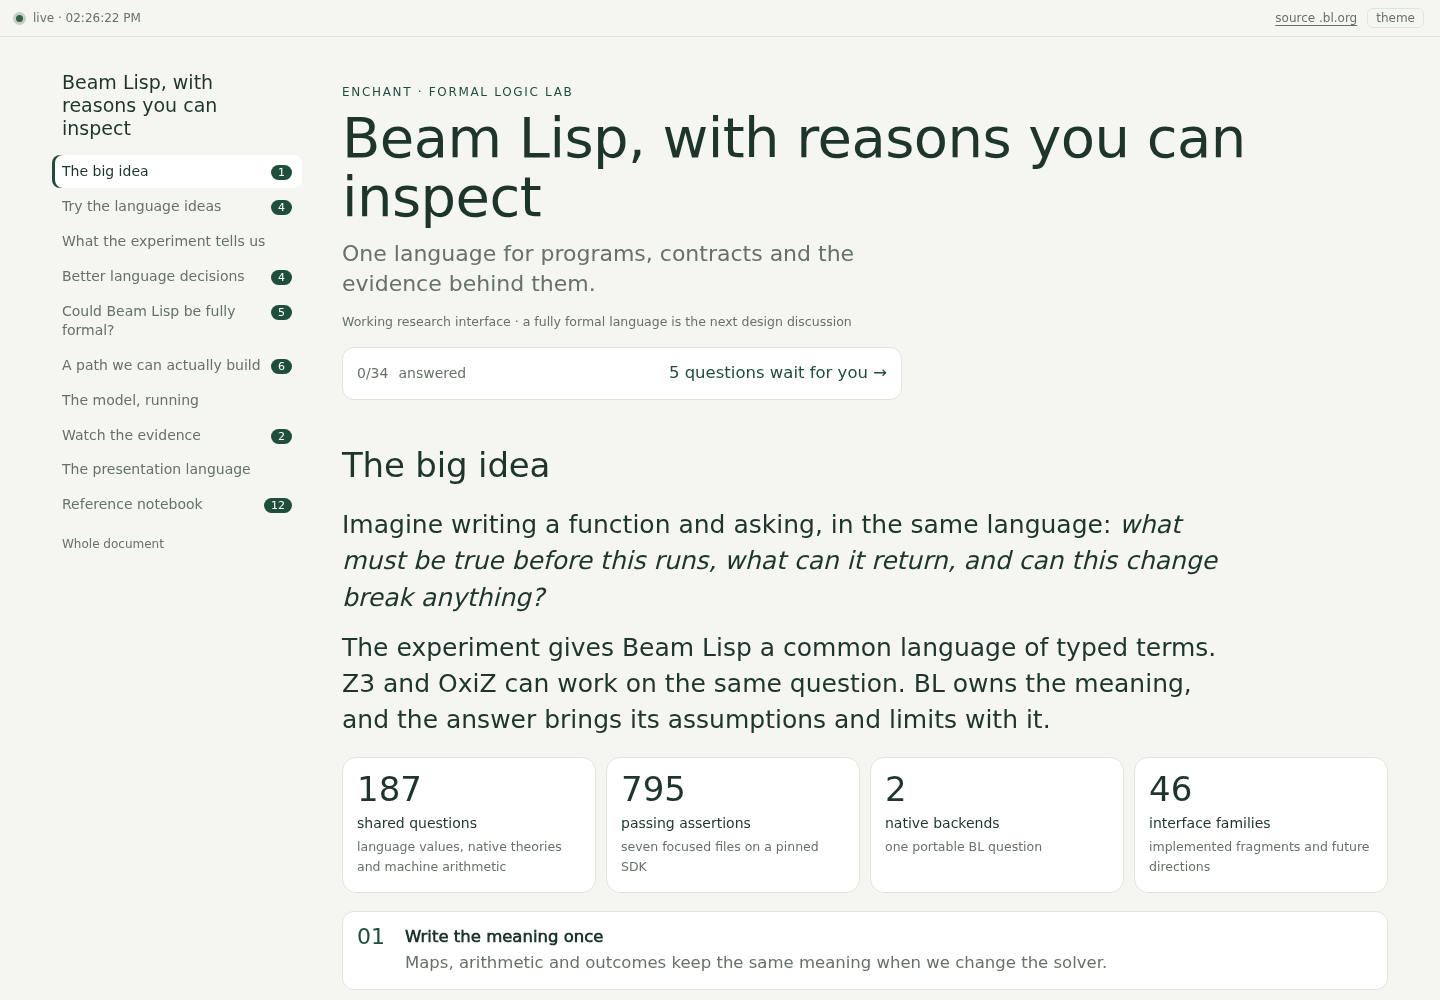 live · 02:26:22 PM
source .bl.org
theme
Beam Lisp, with
reasons you can
inspect
The big idea 1
Try the language ideas 4
What the experiment tells us
Better language decisions 4
Could Beam Lisp be fully 5
formal?
A path we can actually build 6
The model, running
Watch the evidence 2
The presentation language
Reference notebook 12
Whole document
ENCHANT · FORMAL LOGIC LAB
Beam Lisp, with reasons you can
inspect
One language for programs, contracts and the
evidence behind them.
Working research interface · a fully formal language is the next design discussion
0/34 answered
5 questions wait for you →
The big idea
Imagine writing a function and asking, in the same language: what
must be true before this runs, what can it return, and can this change
break anything?
The experiment gives Beam Lisp a common language of typed terms.
Z3 and OxiZ can work on the same question. BL owns the meaning,
and the answer brings its assumptions and limits with it.
187
shared questions
language values, native theories
and machine arithmetic
795
passing assertions
seven focused files on a pinned
SDK
2
native backends
one portable BL question
46
interface families
implemented fragments and future
directions
01 Write the meaning once
Maps, arithmetic and outcomes keep the same meaning when we change the solver.